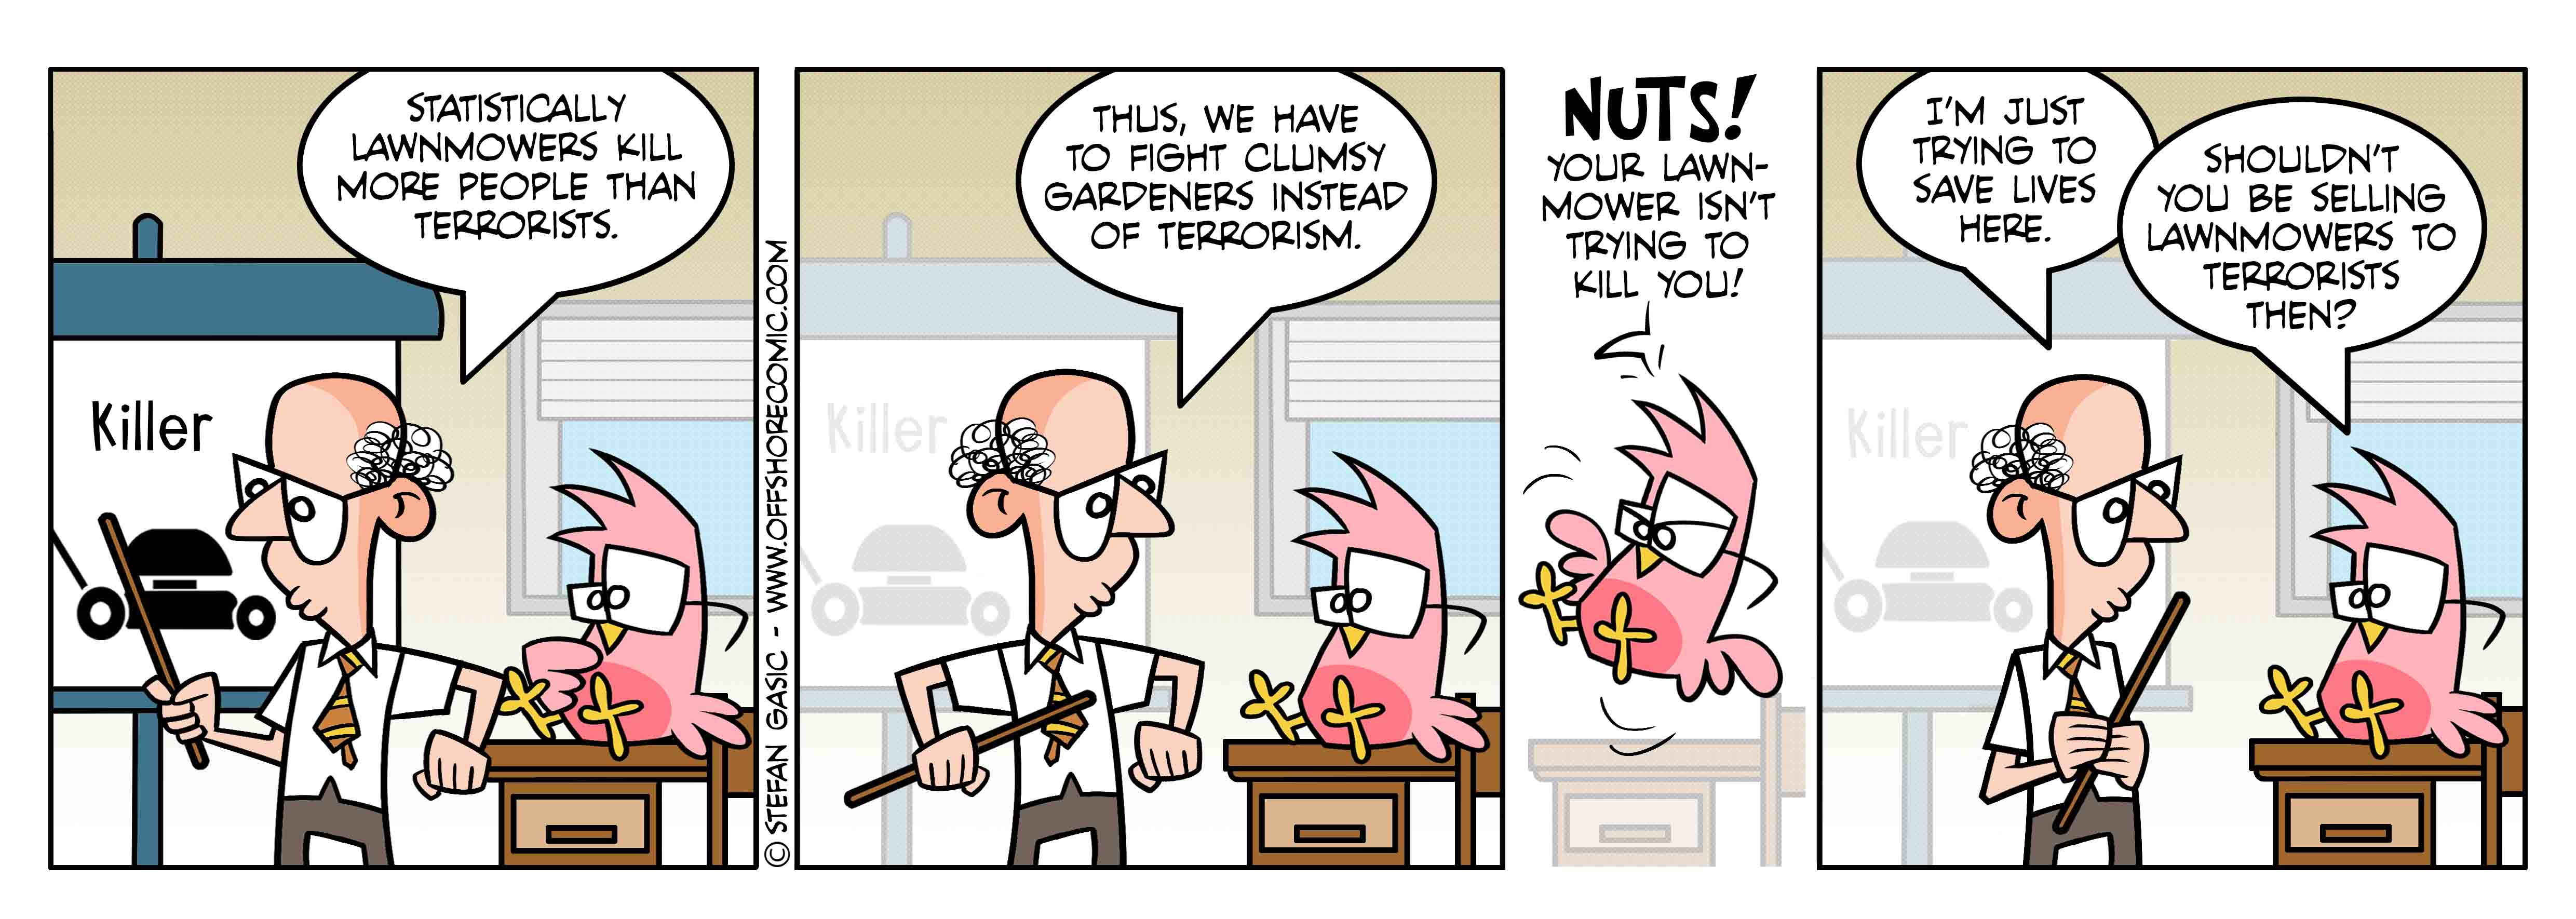 STATISTICALLY
LAWNMOWERS KILL
MORE PEOPLE THAN
TERRORISTS.
Killer
© STEFAN GASIC - WWW.OFFSHORECOMIC.COM
THUS, WE HAVE
TO FIGHT CLUMSY
GARDENERS INSTEAD
OF TERRORISM.
Killer
NUTS!
YOUR LAWN-
MOWER ISN'T
TRYING TO
KILL YOU!
I'M JUST
TRYING TO
SAVE LIVES
HERE.
SHOULDN'T
YOU BE SELLING
LAWNMOWERS TO
TERRORISTS
THEN?
Killer